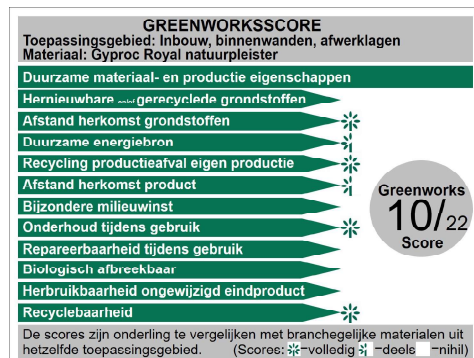 GREENWORKSSCORE
Toepassingsgebied: Inbouw, binnenwanden, afwerklagen
Materiaal: Gyproc Royal natuurpleister
Duurzame materiaal- en productie eigenschappen
Hernieuwbare en/of gerecyclede grondstoffen
Afstand herkomst grondstoffen
Duurzame energiebron
Recycling productieafval eigen productie
Afstand herkomst product
Bijzondere milieuwinst
Onderhoud tijdens gebruik
Repareerbaarheid tijdens gebruik
Biologisch afbreekbaar
Herbruikbaarheid ongewijzigd eindproduct
Recyclebaarheid
Greenworks
10/22
Score
De scores zijn onderling te vergelijken met branchegelijke materialen uit
hetzelfde toepassingsgebied. (Scores: =volledig =deels =nihil)